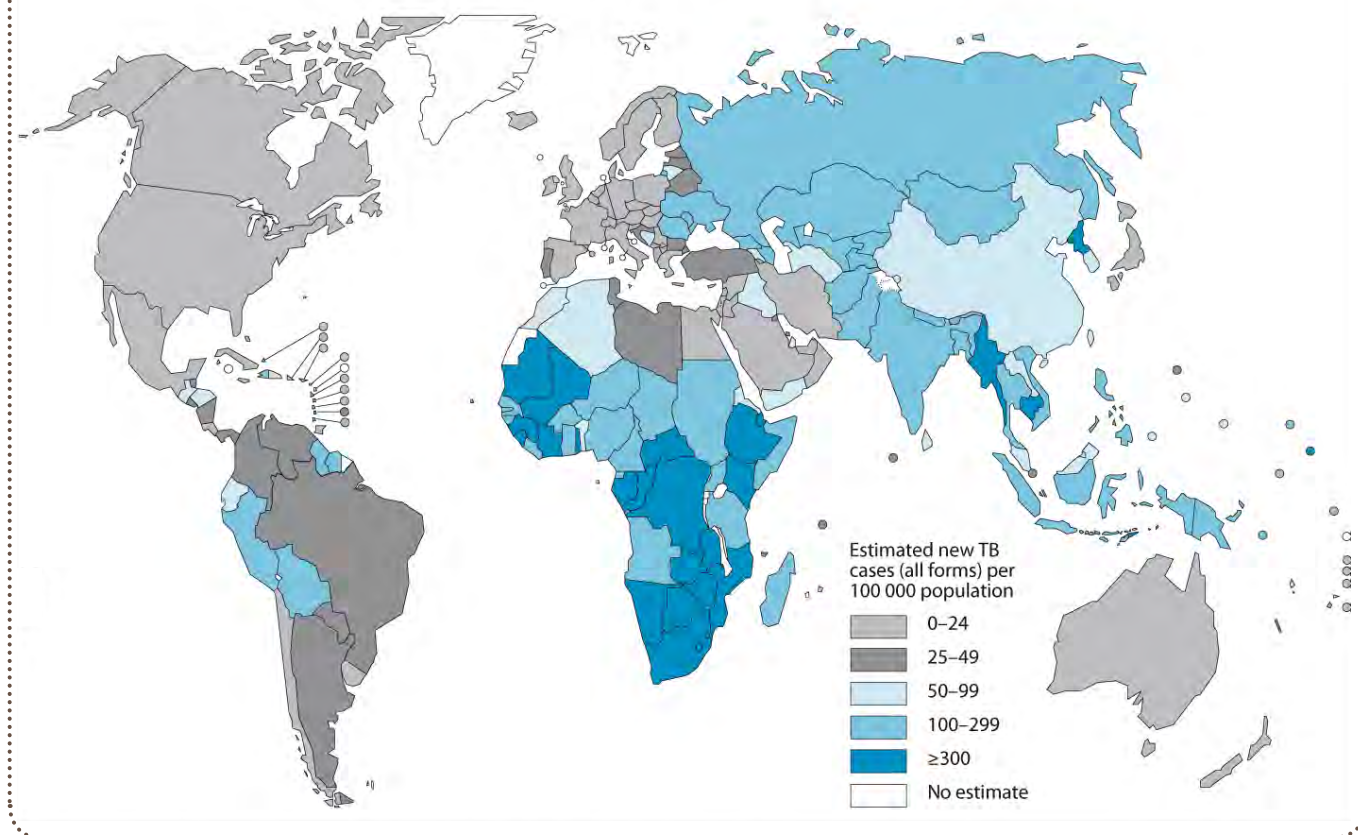 Estimated new TB
cases (all forms) per
100 000 population
0–24
25–49
50–99
100–299
≥300
No estimate